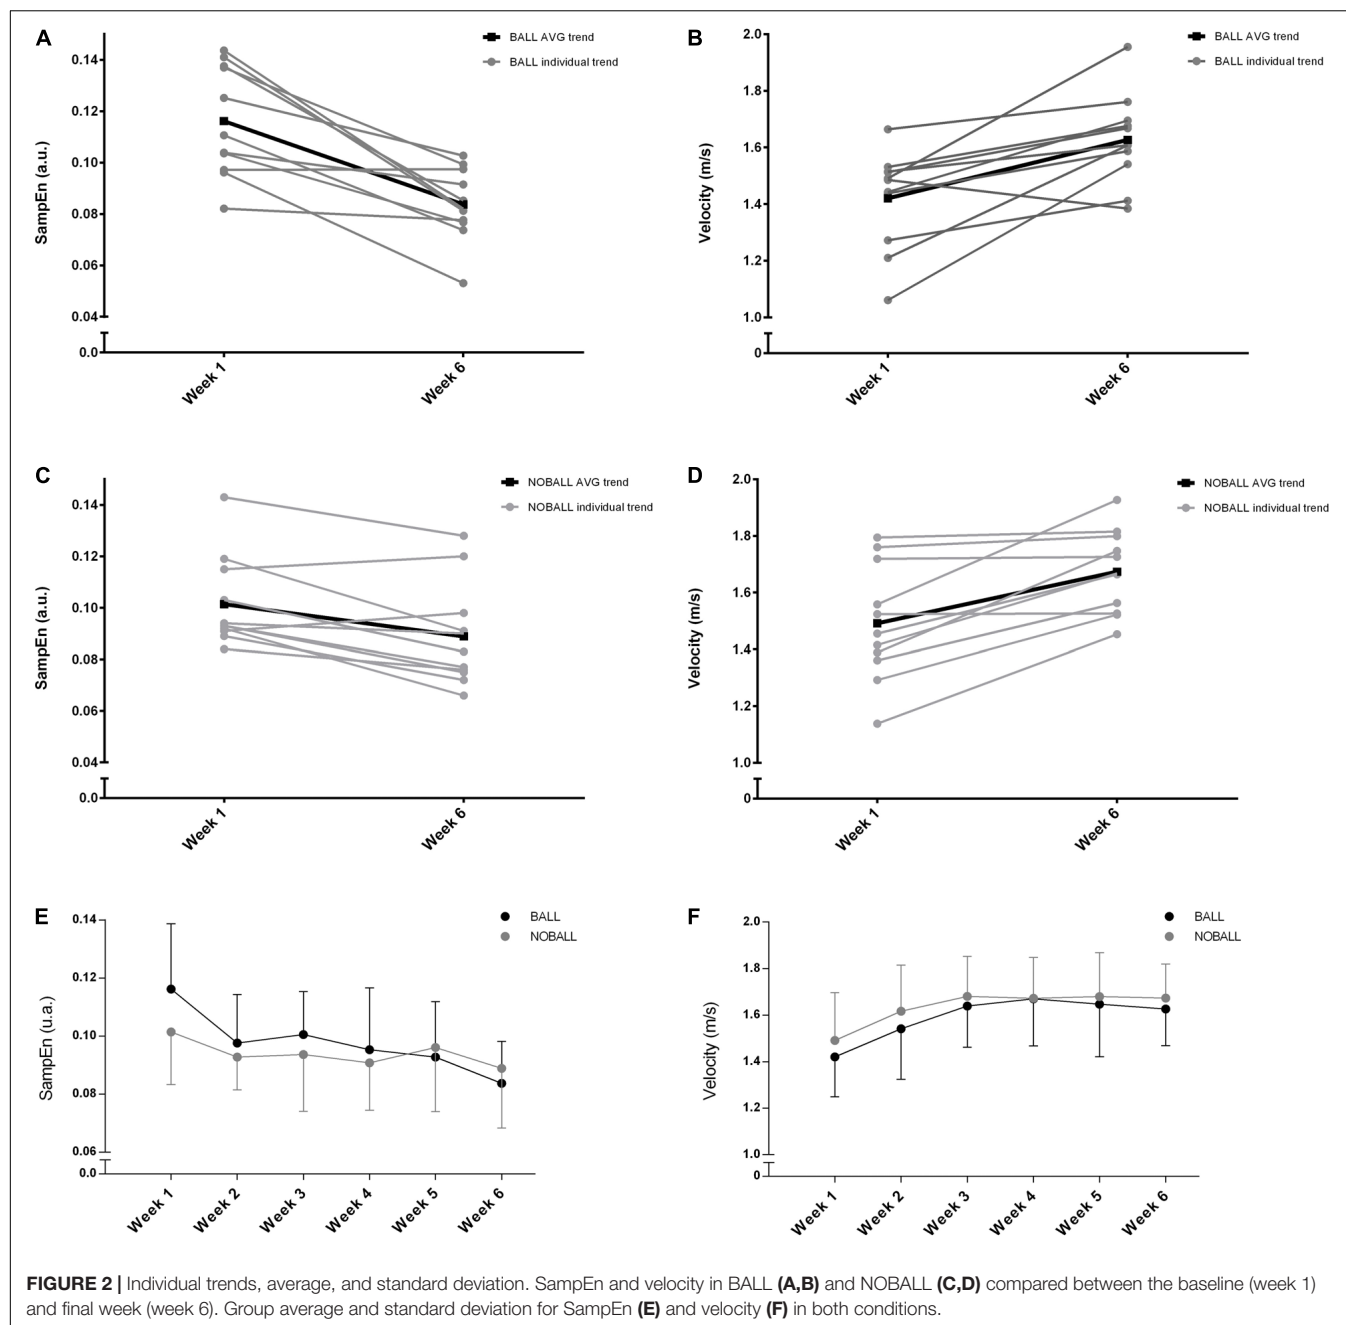 A
BALL AVG trend
BALL individual trend
SampEn (a.u.)
0.14
0.12
0.10
0.08
0.06
0.04
0.0
Week 1
Week 6
B
BALL AVG trend
BALL individual trend
Velocity (m/s)
2.0
1.8
1.6
1.4
1.2
1.0
0
Week 1
Week 6
C
NOBALL AVG trend
NOBALL individual trend
SampEn (a.u.)
0.14
0.12
0.10
0.08
0.06
0.04
0.0
Week 1
Week 6
D
NOBALL AVG trend
NOBALL individual trend
Velocity (m/s)
2.0
1.8
1.6
1.4
1.2
1.0
0
Week 1
Week 6
E
BALL
NOBALL
SampEn (u.a.)
0.14
0.12
0.10
0.08
0.06
0.0
Week 1
Week 2
Week 3
Week 4
Week 5
Week 6
F
BALL
NOBALL
Velocity (m/s)
2.0
1.8
1.6
1.4
1.2
1.0
0
Week 1
Week 2
Week 3
Week 4
Week 5
Week 6
FIGURE 2 | Individual trends, average, and standard deviation. SampEn and velocity in BALL (A,B) and NOBALL (C,D) compared between the baseline (week 1)
and final week (week 6). Group average and standard deviation for SampEn (E) and velocity (F) in both conditions.